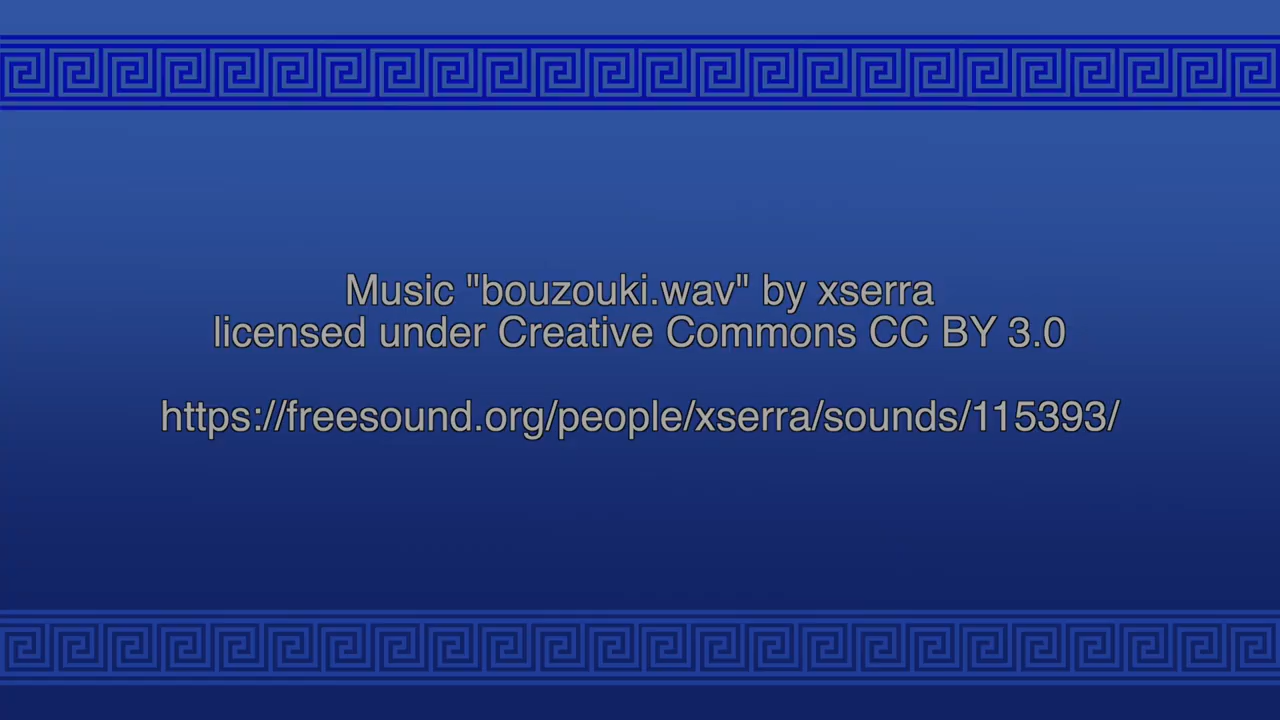 Music "bouzouki.wav" by xserra
licensed under Creative Commons CC BY 3.0
https://freesound.org/people/xserra/sounds/115393/